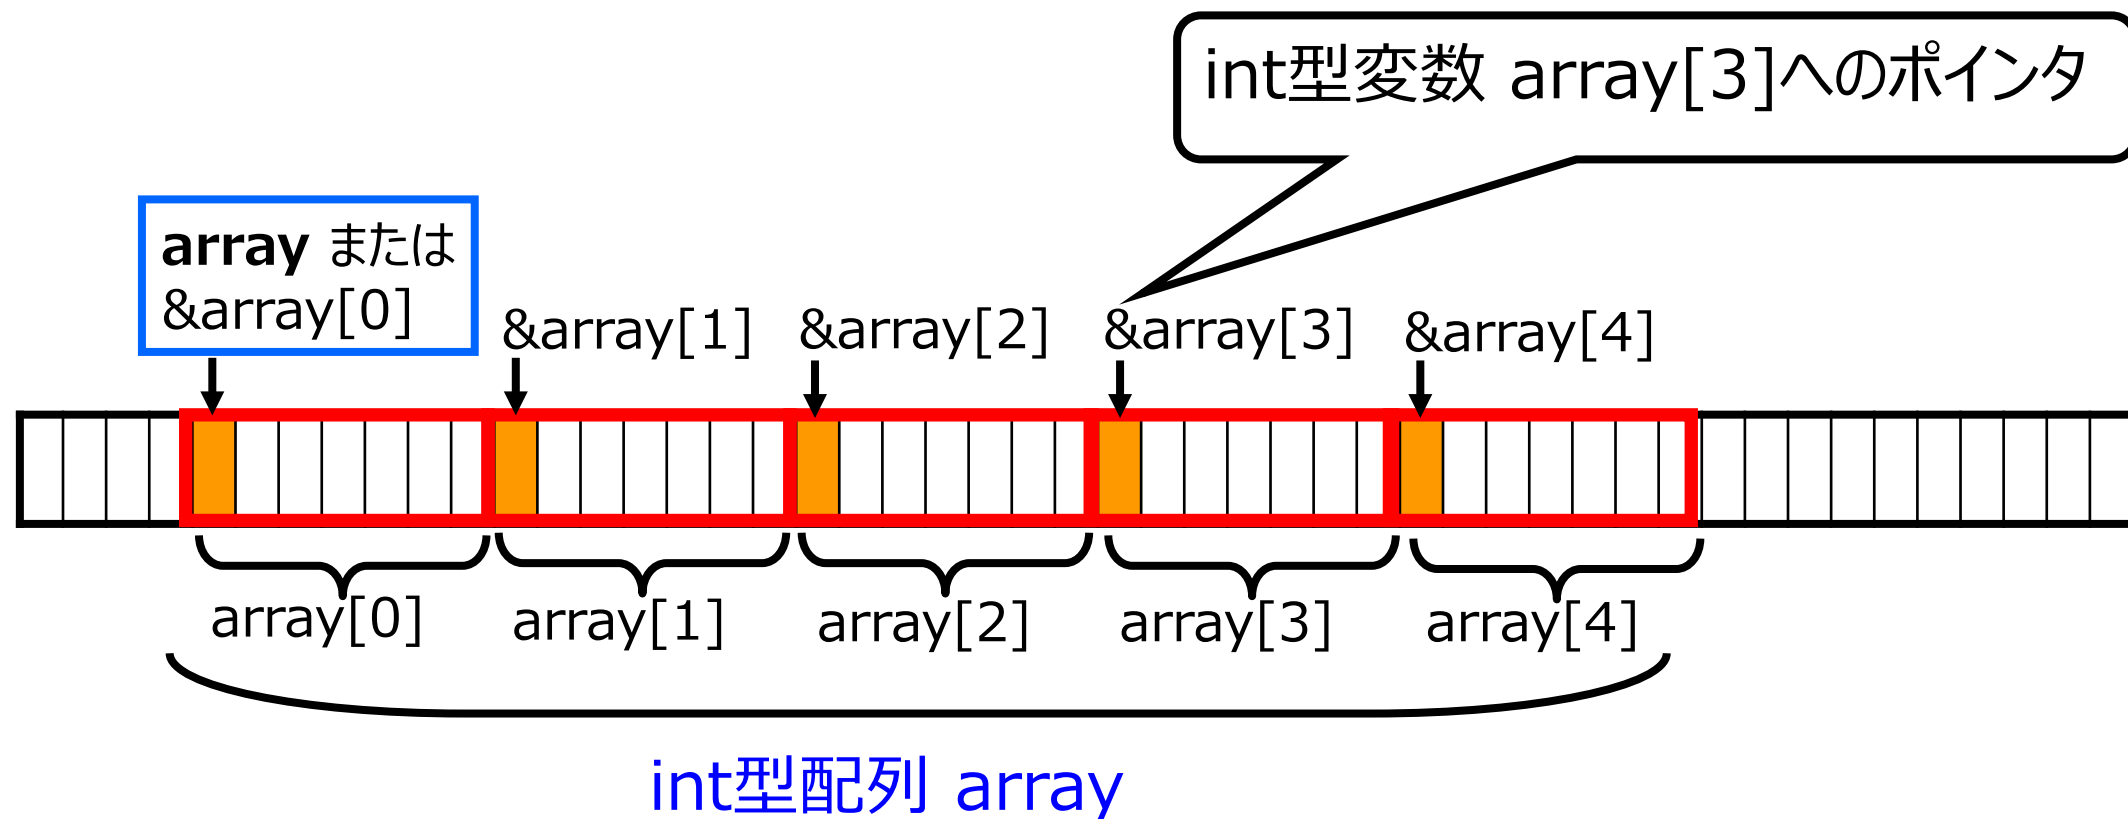 int型変数 array[3]へのポインタ
array または
&array[0]
&array[1]
&array[2]
&array[3]
&array[4]
array[0]
array[1]
array[2]
array[3]
array[4]
int型配列 array